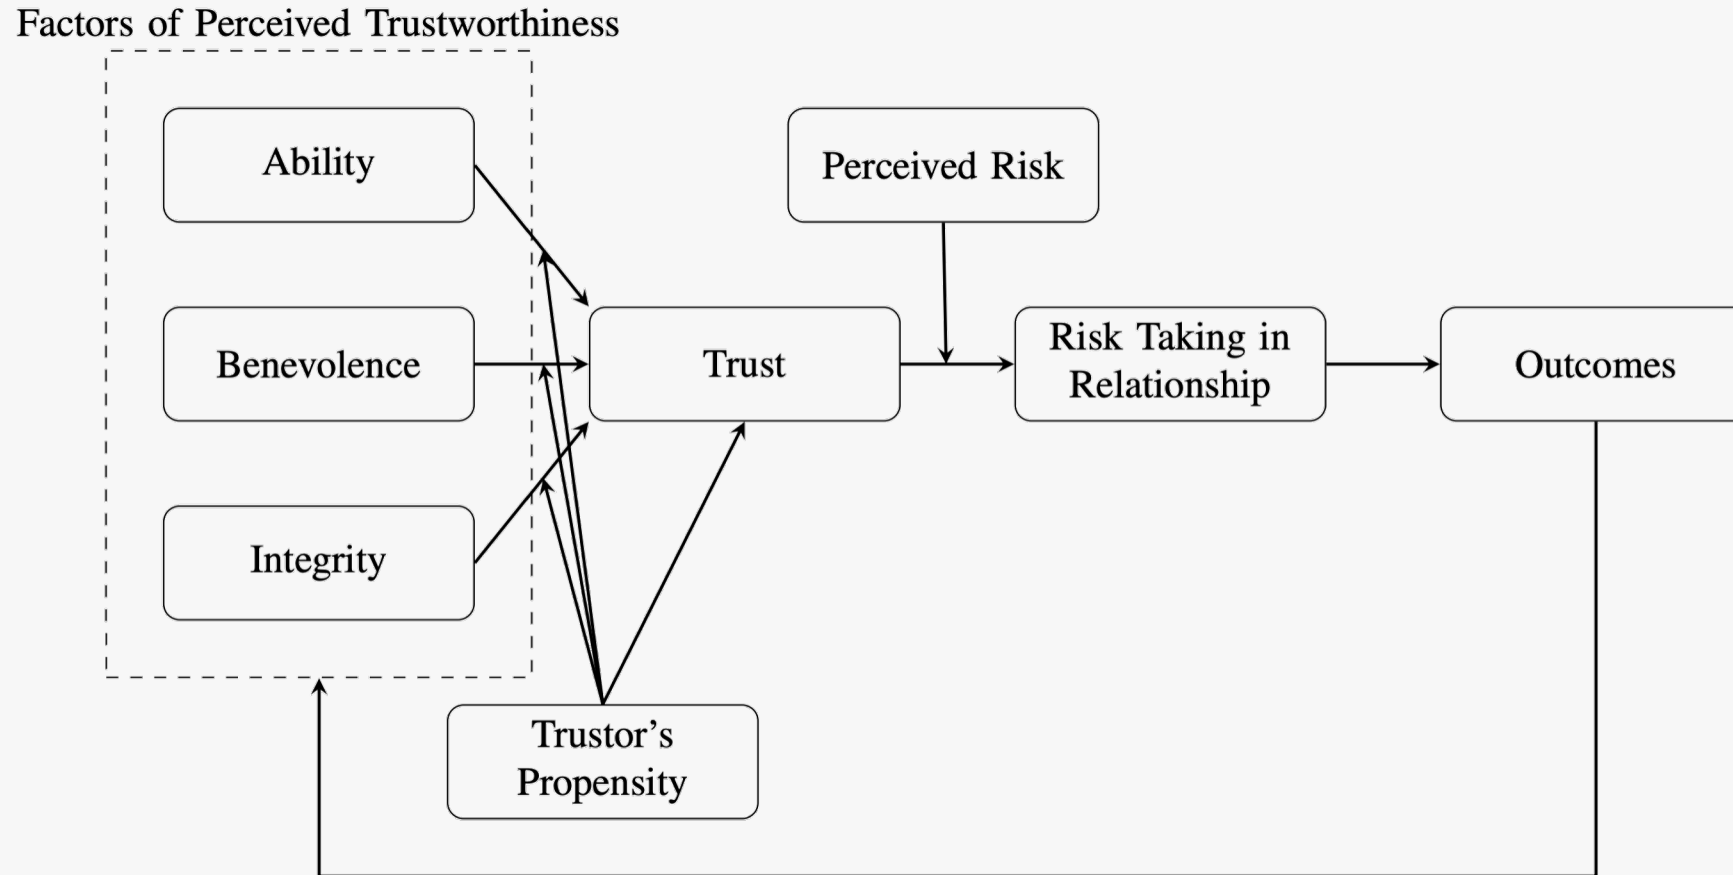 Factors of Perceived Trustworthiness
Ability
Perceived Risk
Benevolence
Trust
Risk Taking in
Relationship
Outcomes
Integrity
Trustor’s
Propensity